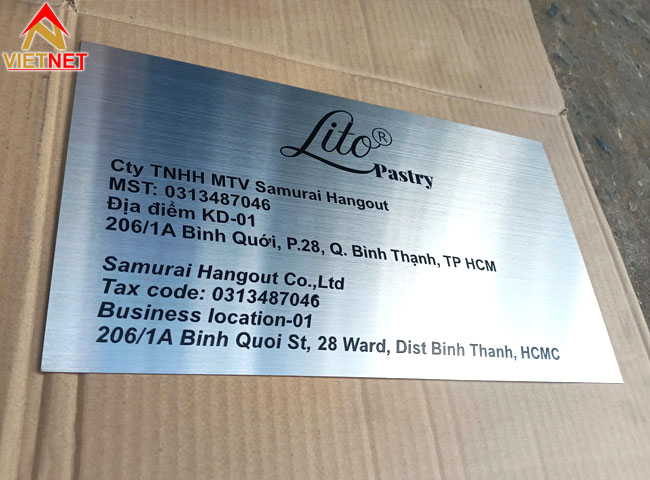 VIETNET
Lito®
Pastry
Cty TNHH MTV Samurai Hangout
MST: 0313487046
Địa điểm KD-01
206/1A Bình Quới, P.28, Q. Bình Thạnh, TP HCM
Samurai Hangout Co.,Ltd
Tax code: 0313487046
Business location-01
206/1A Binh Quoi St, 28 Ward, Dist Binh Thanh, HCMC